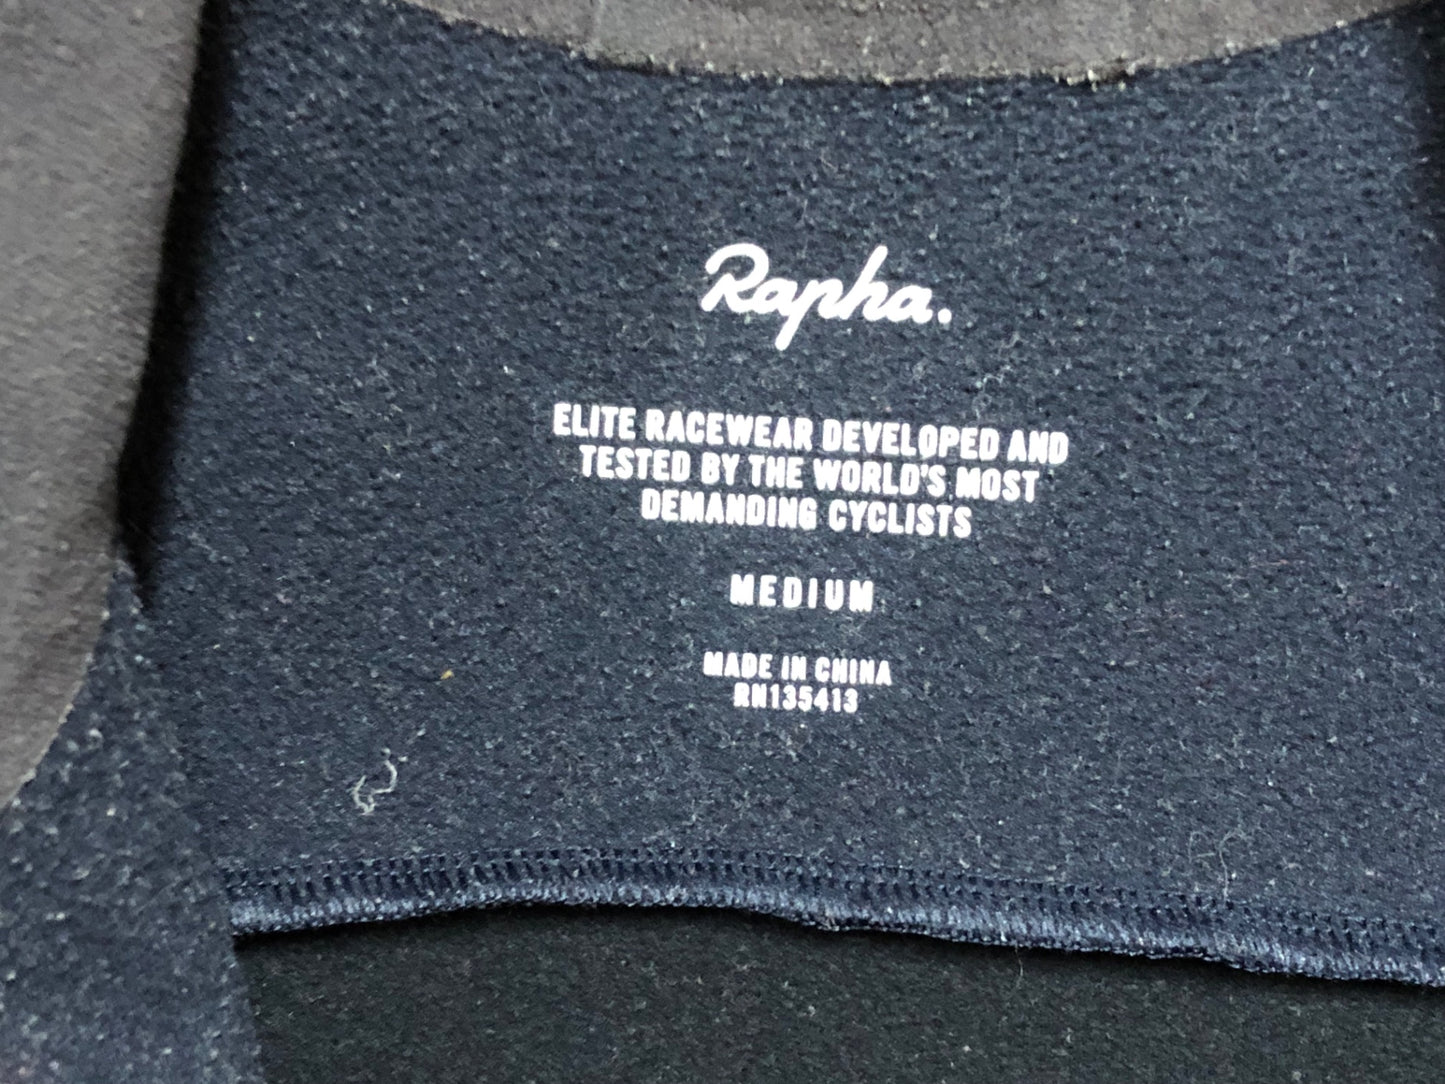 Rapha.
ELITE RACEWEAR DEVELOPED AND
TESTED BY THE WORLD'S MOST
DEMANDING CYCLISTS
MEDIUM
MADE IN CHINA
RN135413